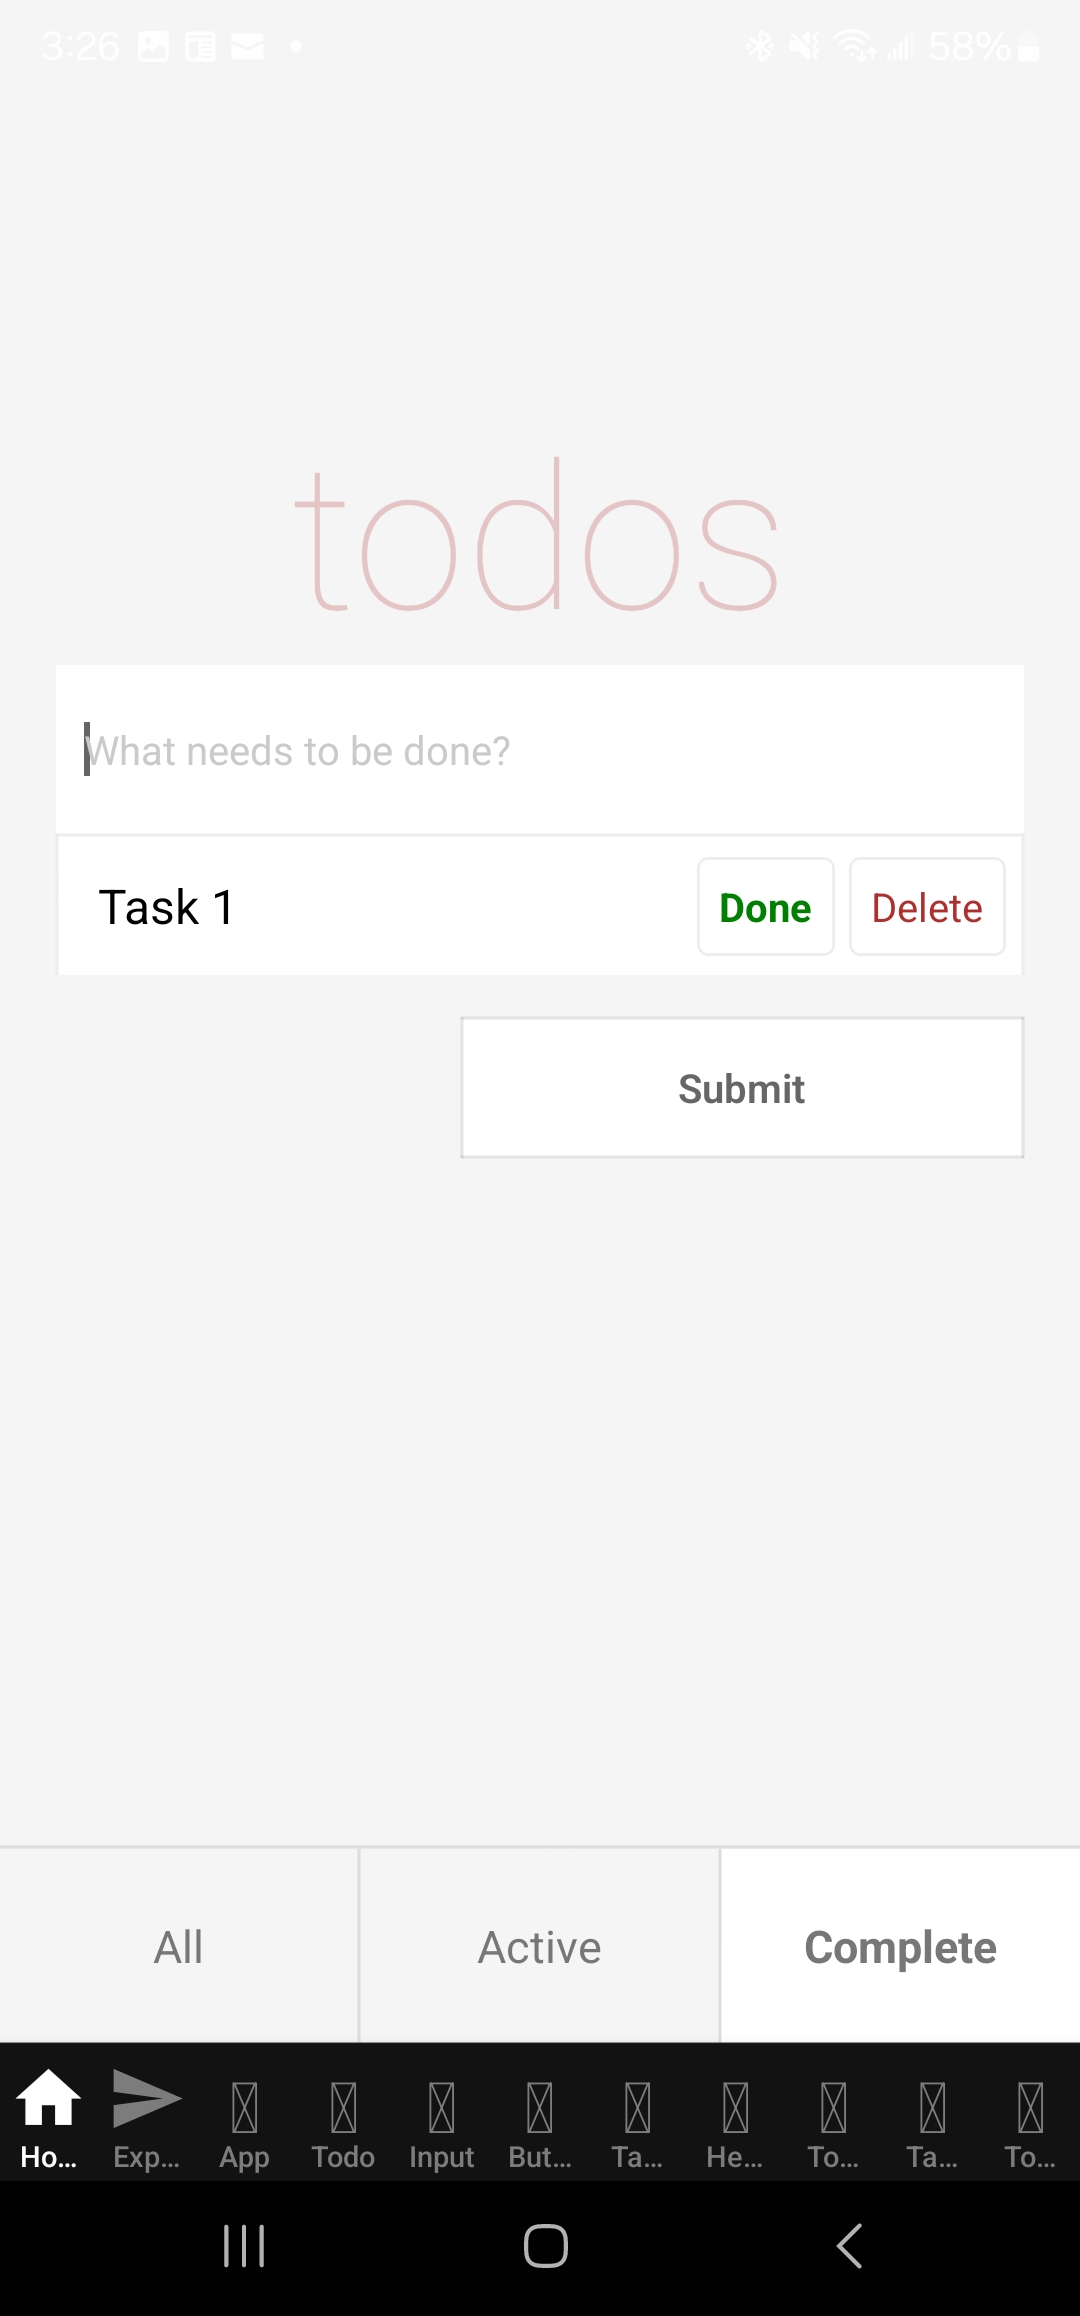 3:26 58%
todos
What needs to be done?
Task 1 Done Delete
Submit
All Active Complete
Ho... Exp... App Todo Input But... Ta... He... To... Ta... To...